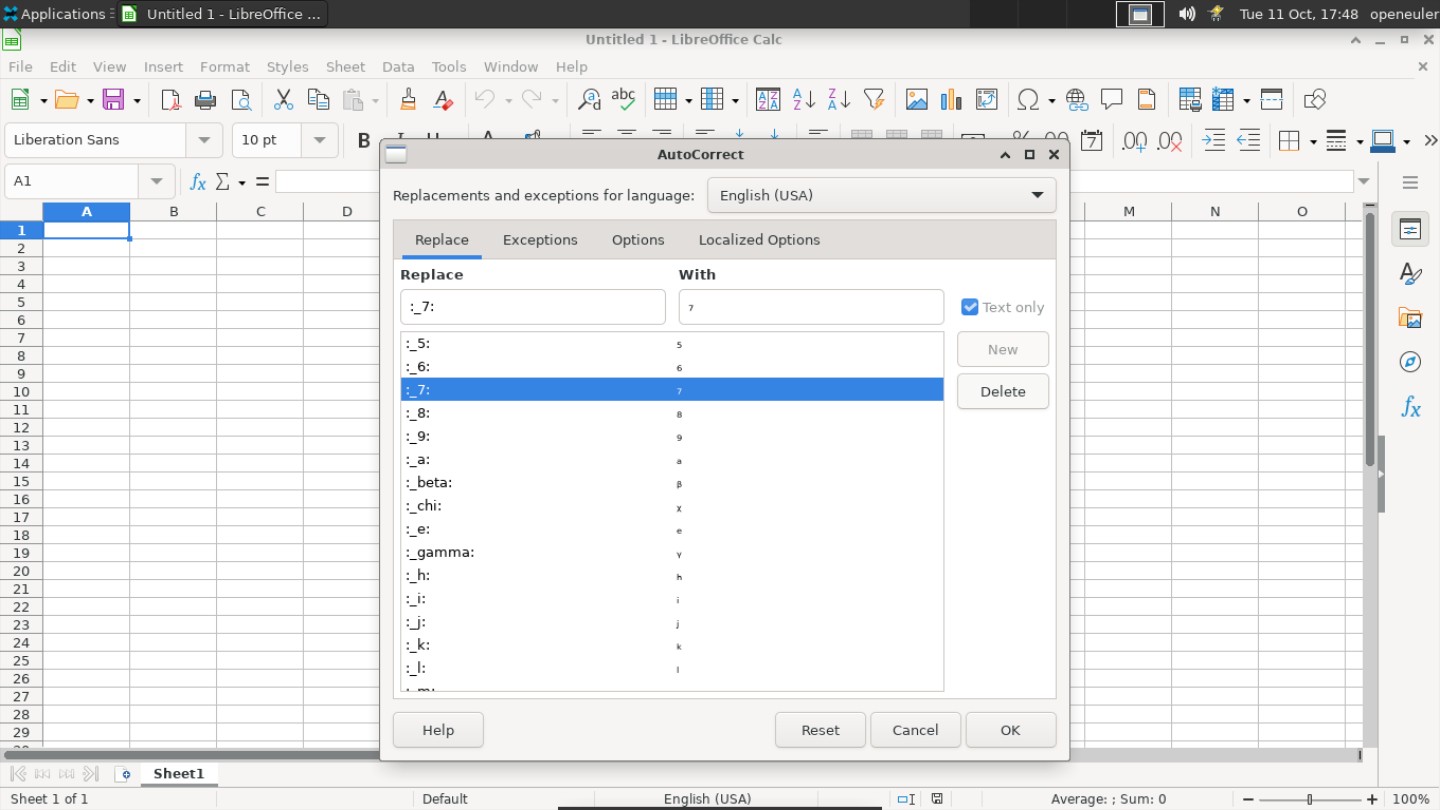 Applications
Untitled 1 - LibreOffice ...
Tue 11 Oct, 17:48
openeuler
Untitled 1 - LibreOffice Calc
File Edit View Insert Format Styles Sheet Data Tools Window Help
Liberation Sans
10 pt
A1
A B C D M N O
1
2
3
4
5
6
7
8
9
10
11
12
13
14
15
16
17
18
19
20
21
22
23
24
25
26
27
28
29
AutoCorrect
Replacements and exceptions for language: English (USA)
Replace Exceptions Options Localized Options
Replace With
:_7: ₇ Text only
New
Delete
:_5: ₅
:_6: ₆
:_7: ₇
:_8: ₈
:_9: ₉
:_a: ₐ
:_beta: ᵦ
:_chi: ᵪ
:_e: ₑ
:_gamma: ᵧ
:_h: ₕ
:_i: ᵢ
:_j: ⱼ
:_k: ₖ
:_l: ₗ
Help Reset Cancel OK
Sheet1
Sheet 1 of 1 Default English (USA) Average: ; Sum: 0 100%